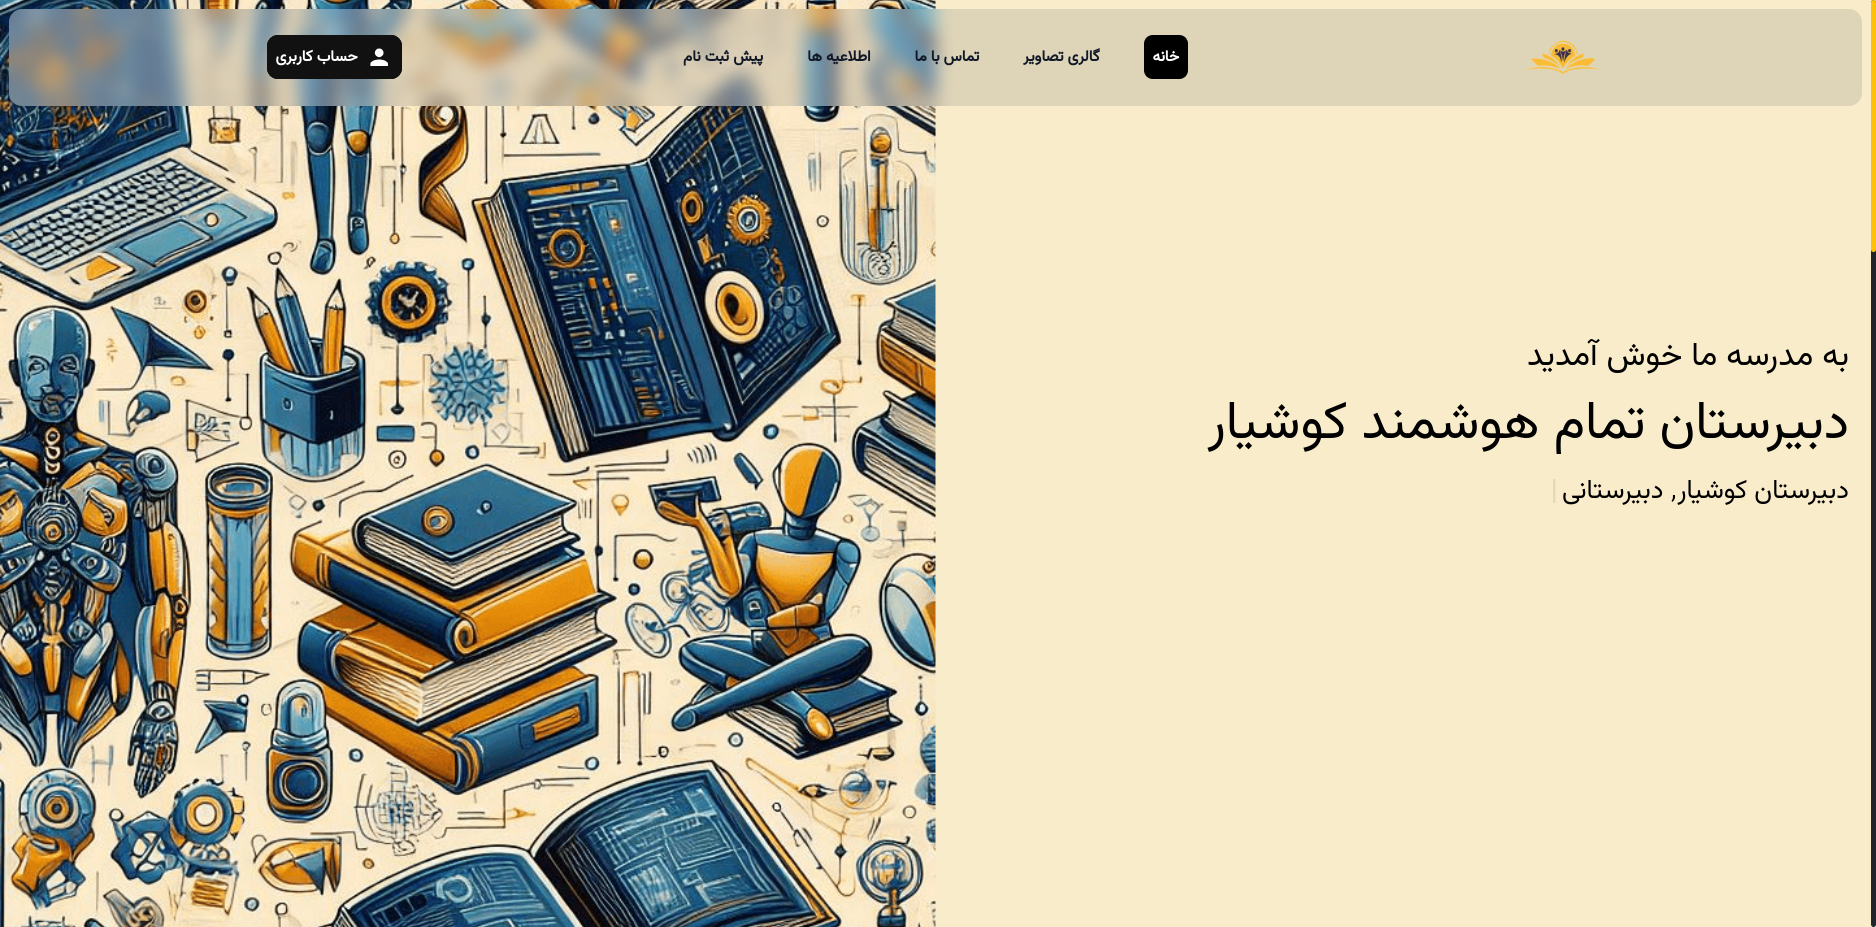 خانه
گالری تصاویر
تماس با ما
اطلاعیه ها
پیش ثبت نام
حساب کاربری
به مدرسه ما خوش آمدید
دبیرستان تمام هوشمند کوشیار
دبیرستان کوشیار, دبیرستانی